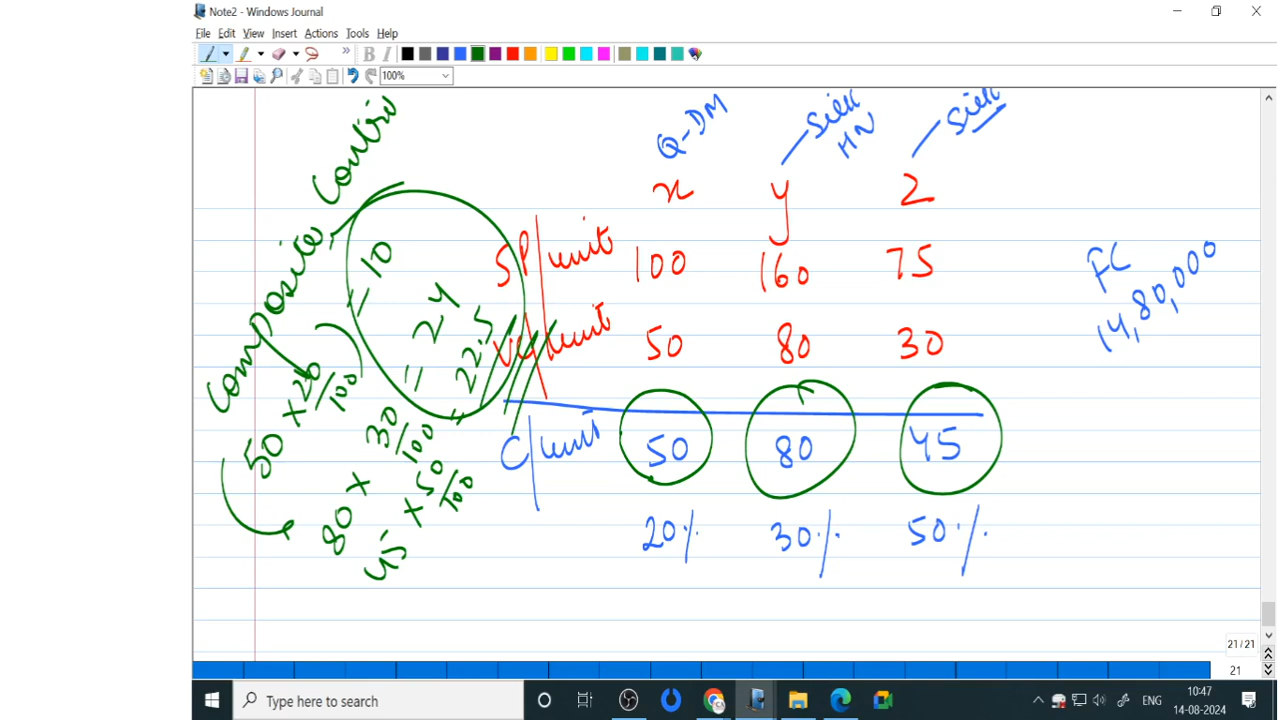 Note2 - Windows Journal
File Edit View Insert Actions Tools Help
B I
100%
Q-DM
Silk HN
Silk
x y Z
SP/unit 100 160 75
VC/unit 50 80 30
C/unit 50 80 45
20% 30% 50%
FC
14,80,000
Composite Contri
50 × 20/100 = 10
80 × 30/100 = 24
45 × 50/100 = 22.5
21 / 21
21
Type here to search
ENG
10:47
14-08-2024